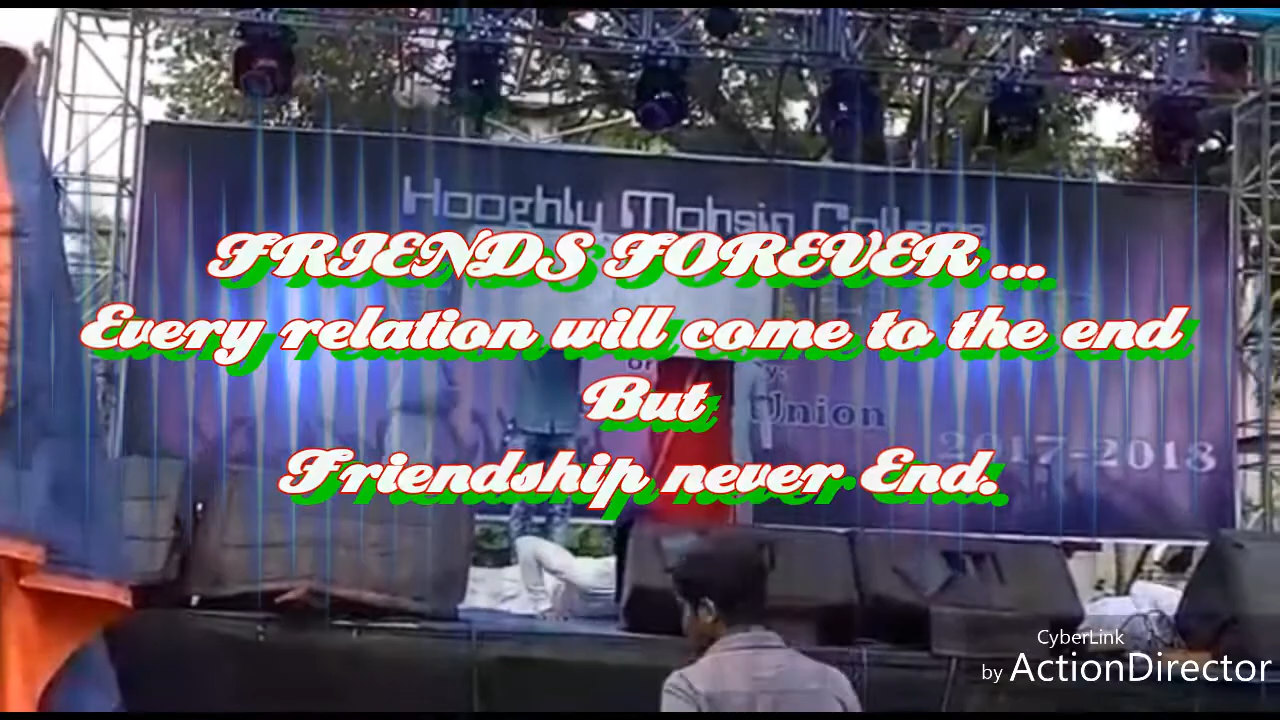 Hooghly Mohsin College
FRIENDS FOREVER ...
Every relation will come to the end
But
Union
2017-2018
Friendship never End.
CyberLink
by ActionDirector